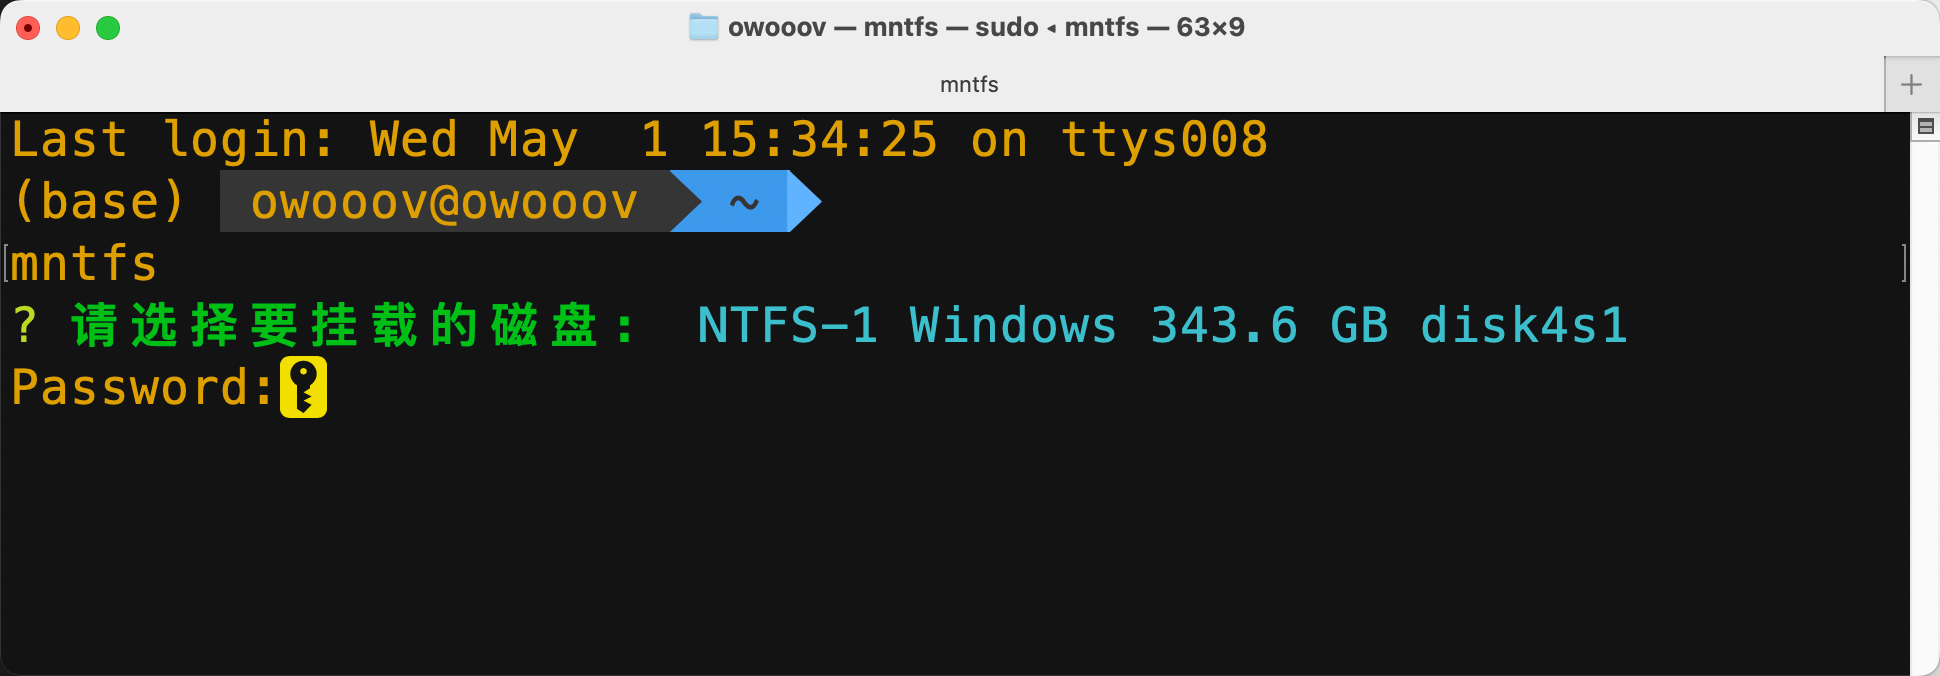 owooov — mntfs — sudo ◂ mntfs — 63×9
mntfs
Last login: Wed May  1 15:34:25 on ttys008
(base) owooov@owooov ~
mntfs
? 请选择要挂载的磁盘： NTFS-1 Windows 343.6 GB disk4s1
Password: